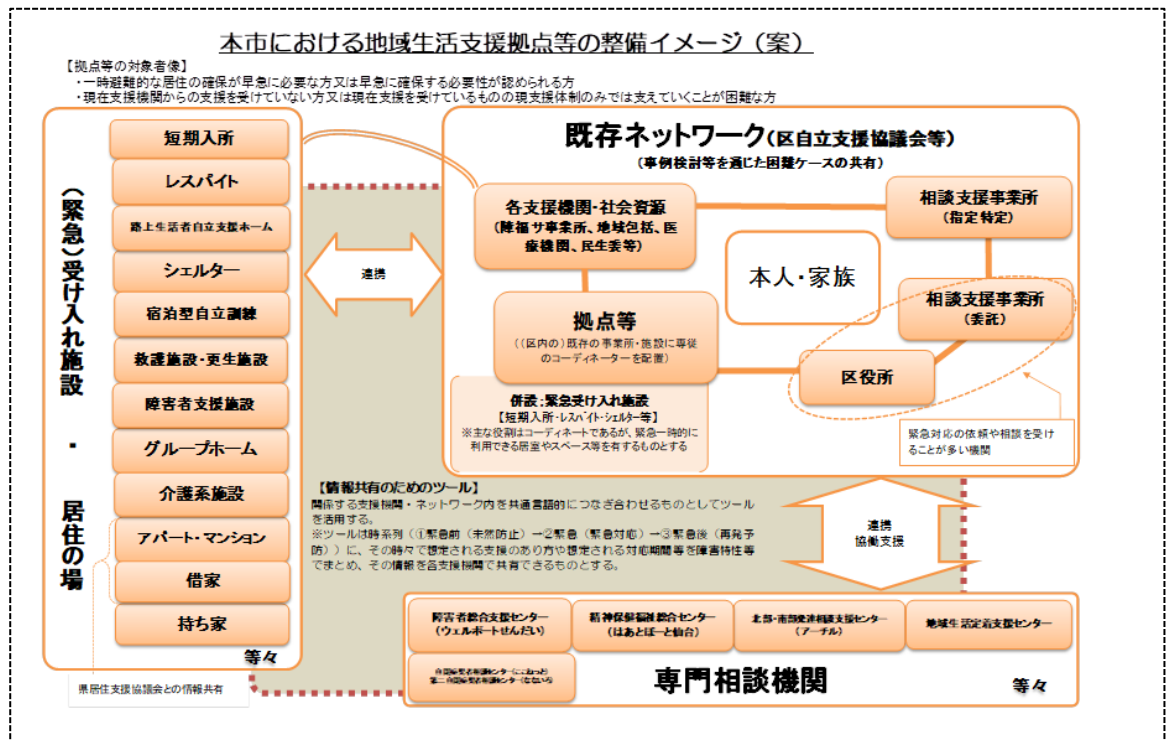 本市における地域生活支援拠点等の整備イメージ（案）
【拠点等の対象者像】
・一時避難的な居住の確保が早急に必要な方又は早急に確保する必要性が認められる方
・現在支援機関からの支援を受けていない方又は現在支援を受けているものの現支援体制のみでは支えていくことが困難な方
（緊急）受け入れ施設・居住の場
短期入所
レスパイト
路上生活者自立支援ホーム
シェルター
宿泊型自立訓練
救護施設・更生施設
障害者支援施設
グループホーム
介護系施設
アパート・マンション
借家
持ち家
等々
県居住支援協議会との情報共有
連携
既存ネットワーク(区自立支援協議会等)
(事例検討等を通じた困難ケースの共有)
各支援機関・社会資源
(障福サ事業所、地域包括、医
療機関、民生委等)
相談支援事業所
(指定特定)
本人・家族
相談支援事業所
(委託)
拠点等
((区内の)既存の事業所・施設に専従
のコーディネーターを配置)
区役所
併設：緊急受け入れ施設
【短期入所・レスパイト・シェルター等】
※主な役割はコーディネートであるが、緊急一時的に
利用できる居室やスペース等を有するものとする
緊急対応の依頼や相談を受け
ることが多い機関
【情報共有のためのツール】
関係する支援機関・ネットワーク内を共通言語的につなぎ合わせるものとしてツール
を活用する。
※ツールは時系列（①緊急前（未然防止）→②緊急（緊急対応）→③緊急後（再発予
防））に、その時々で想定される支援のあり方や想定される対応期間等を障害特性等
でまとめ、その情報を各支援機関で共有できるものとする。
連携
協働支援
障害者総合支援センター
(ウェルポートせんだい)
精神保健福祉総合センター
(はあとぽーと仙台)
北部・南部発達相談支援センター
(アーチル)
地域生活定着支援センター
専門相談機関
等々